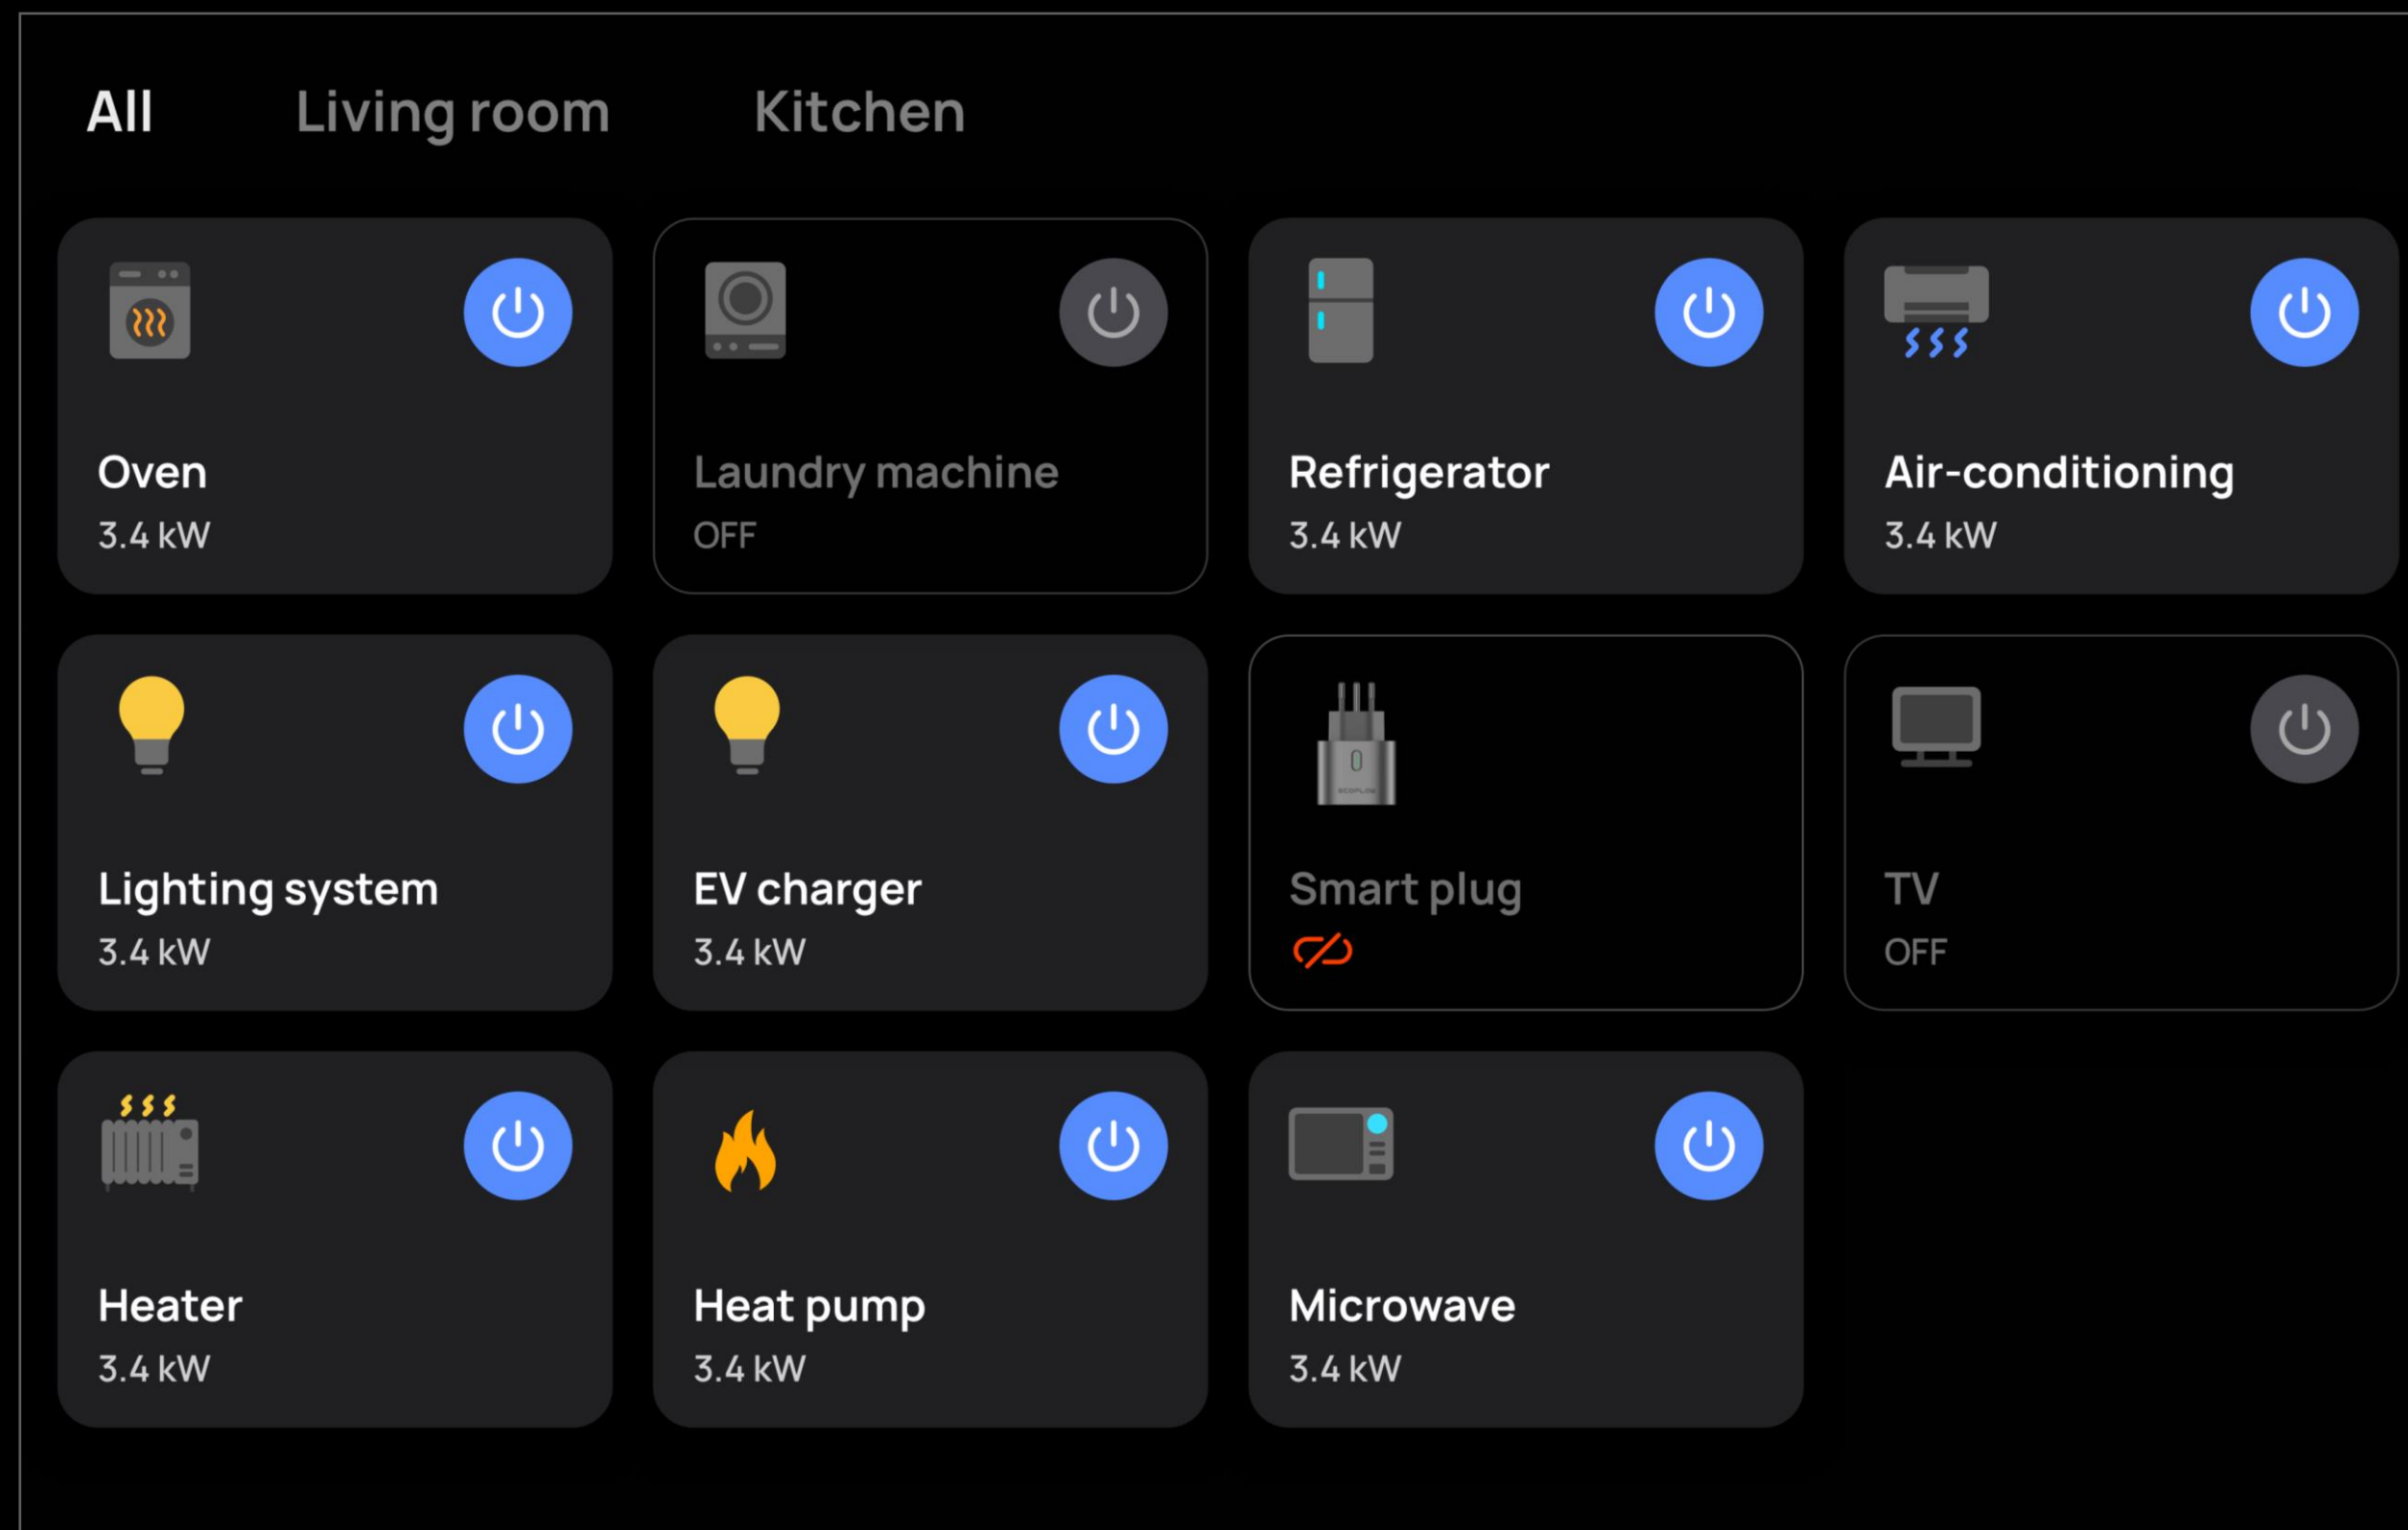 All
Living room
Kitchen
Oven
3.4 kW
Laundry machine
OFF
Refrigerator
3.4 kW
Air-conditioning
3.4 kW
Lighting system
3.4 kW
EV charger
3.4 kW
ECOFLOW
Smart plug
TV
OFF
Heater
3.4 kW
Heat pump
3.4 kW
Microwave
3.4 kW